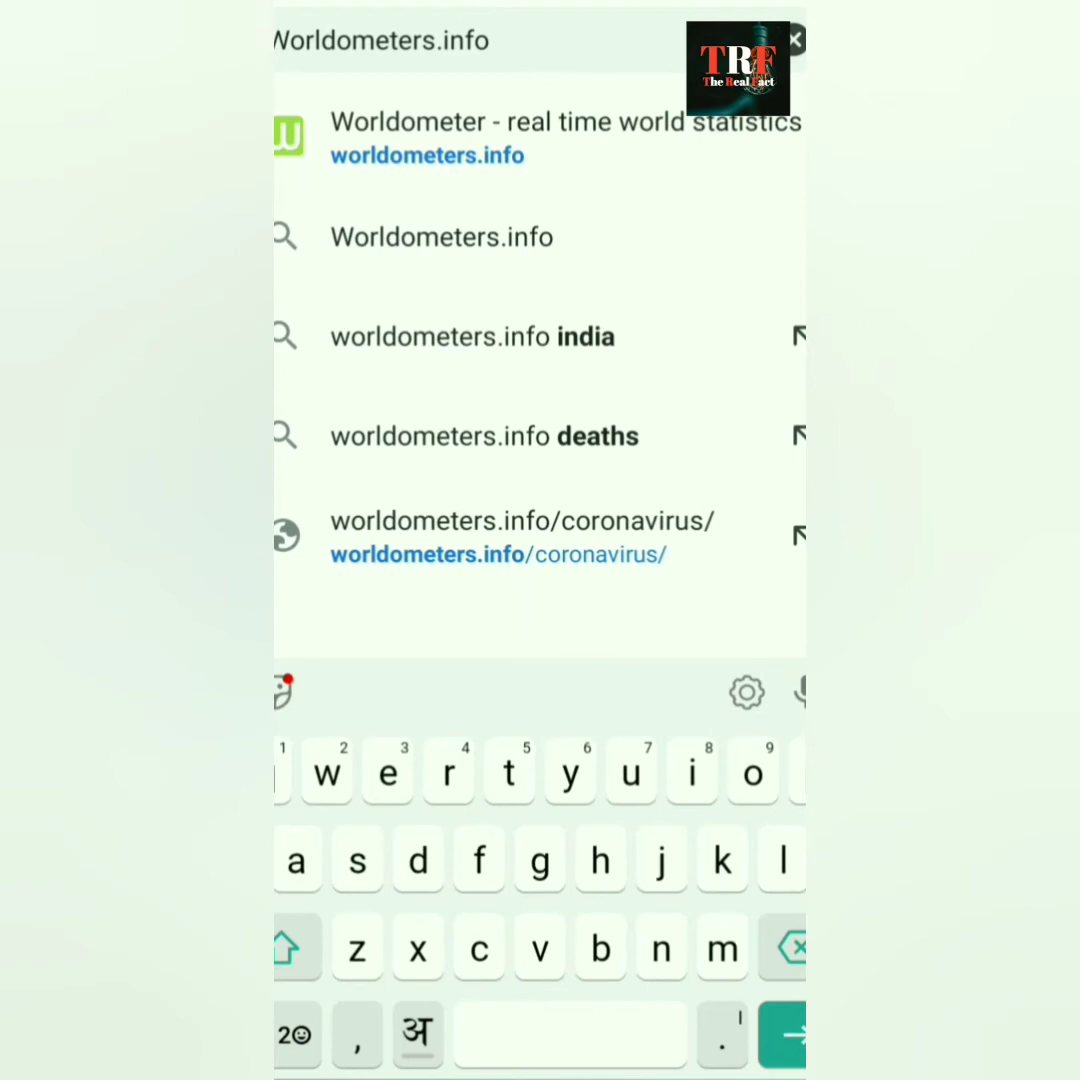 Worldometers.info
TRF
The Real Fact
Worldometer - real time world statistics
worldometers.info
Worldometers.info
worldometers.info india
worldometers.info deaths
worldometers.info/coronavirus/
worldometers.info/coronavirus/
1 2 3 4 5 6 7 8 9
w e r t y u i o
a s d f g h j k l
z x c v b n m
2 , अ .